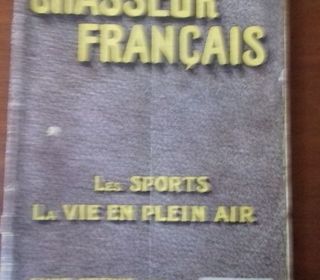 CHASSEUR
FRANÇAIS
LES SPORTS
LA VIE EN PLEIN AIR